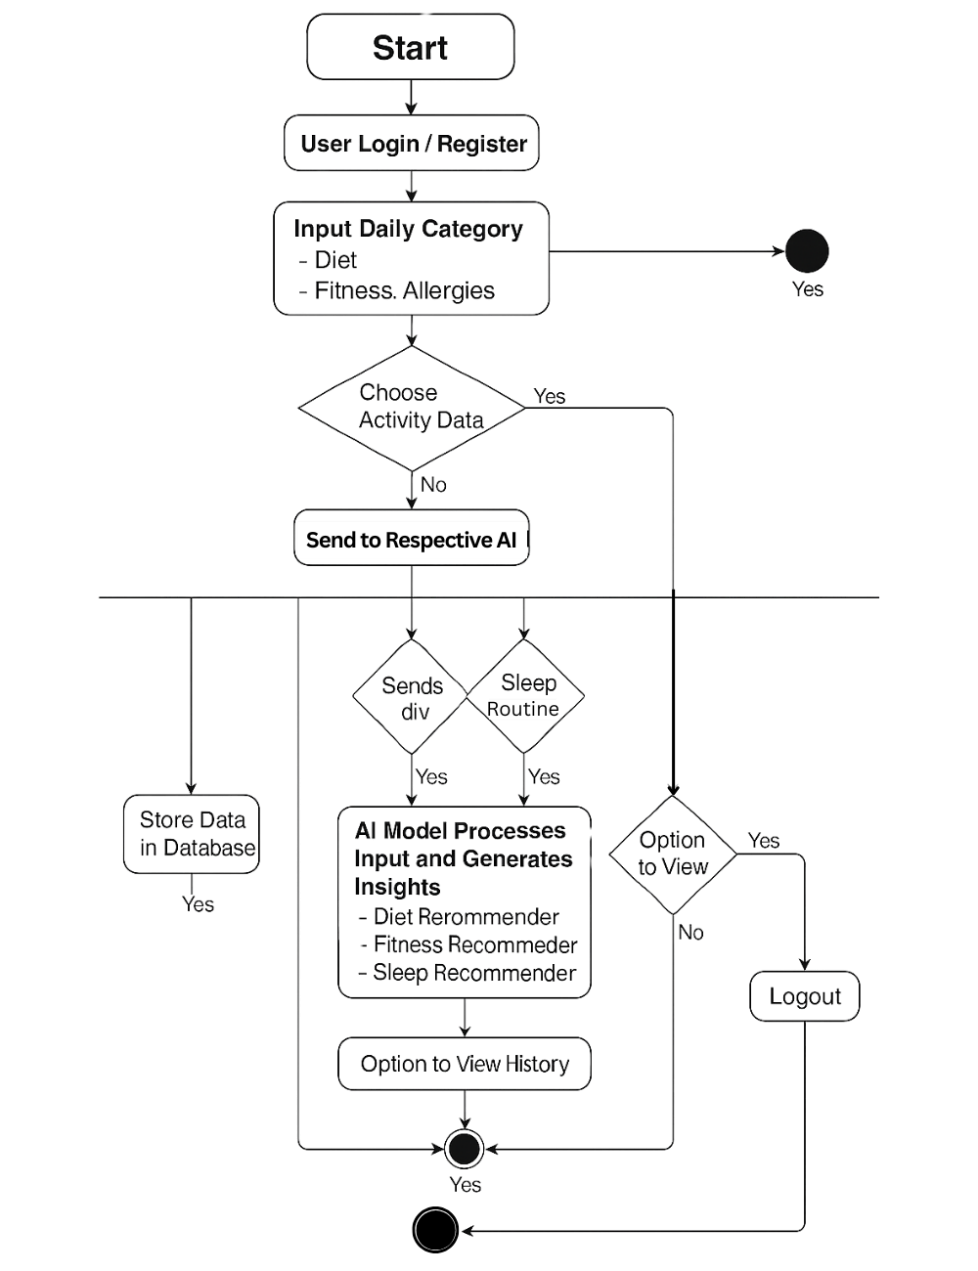 Start
User Login / Register
Input Daily Category
- Diet
- Fitness. Allergies
Yes
Choose
Activity Data
Yes
No
Send to Respective AI
Sends
div
Sleep
Routine
Yes
Yes
Store Data
in Database
Yes
AI Model Processes
Input and Generates
Insights
- Diet Rerommender
- Fitness Recommeder
- Sleep Recommender
Option
to View
Yes
No
Logout
Option to View History
Yes